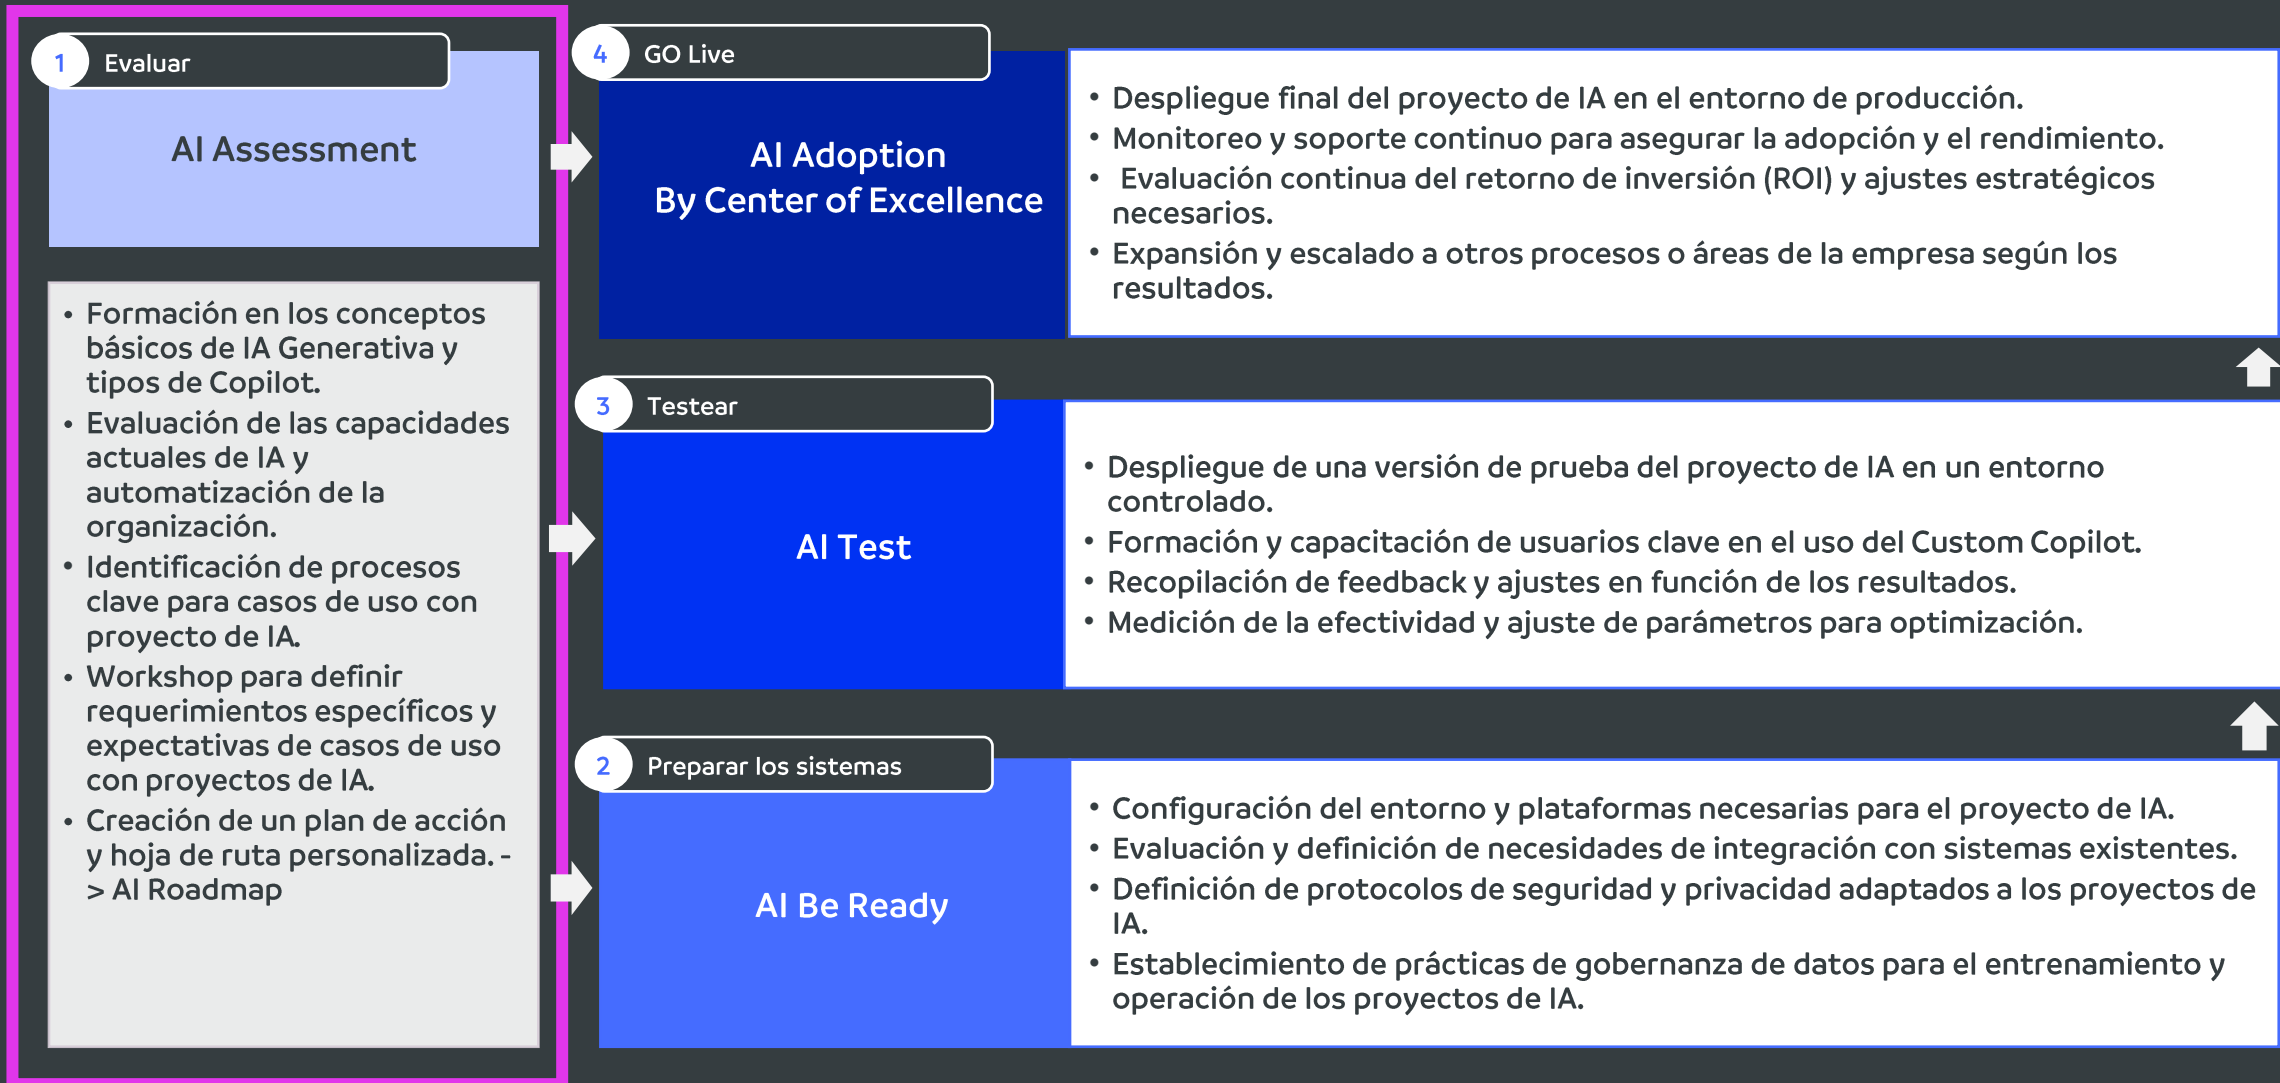 1
Evaluar
AI Assessment
• Formación en los conceptos
básicos de IA Generativa y
tipos de Copilot.
• Evaluación de las capacidades
actuales de IA y
automatización de la
organización.
• Identificación de procesos
clave para casos de uso con
proyecto de IA.
• Workshop para definir
requerimientos específicos y
expectativas de casos de uso
con proyectos de IA.
• Creación de un plan de acción
y hoja de ruta personalizada. -
> AI Roadmap
4
GO Live
AI Adoption
By Center of Excellence
• Despliegue final del proyecto de IA en el entorno de producción.
• Monitoreo y soporte continuo para asegurar la adopción y el rendimiento.
• Evaluación continua del retorno de inversión (ROI) y ajustes estratégicos
necesarios.
• Expansión y escalado a otros procesos o áreas de la empresa según los
resultados.
3
Testear
AI Test
• Despliegue de una versión de prueba del proyecto de IA en un entorno
controlado.
• Formación y capacitación de usuarios clave en el uso del Custom Copilot.
• Recopilación de feedback y ajustes en función de los resultados.
• Medición de la efectividad y ajuste de parámetros para optimización.
2
Preparar los sistemas
AI Be Ready
• Configuración del entorno y plataformas necesarias para el proyecto de IA.
• Evaluación y definición de necesidades de integración con sistemas existentes.
• Definición de protocolos de seguridad y privacidad adaptados a los proyectos de
IA.
• Establecimiento de prácticas de gobernanza de datos para el entrenamiento y
operación de los proyectos de IA.